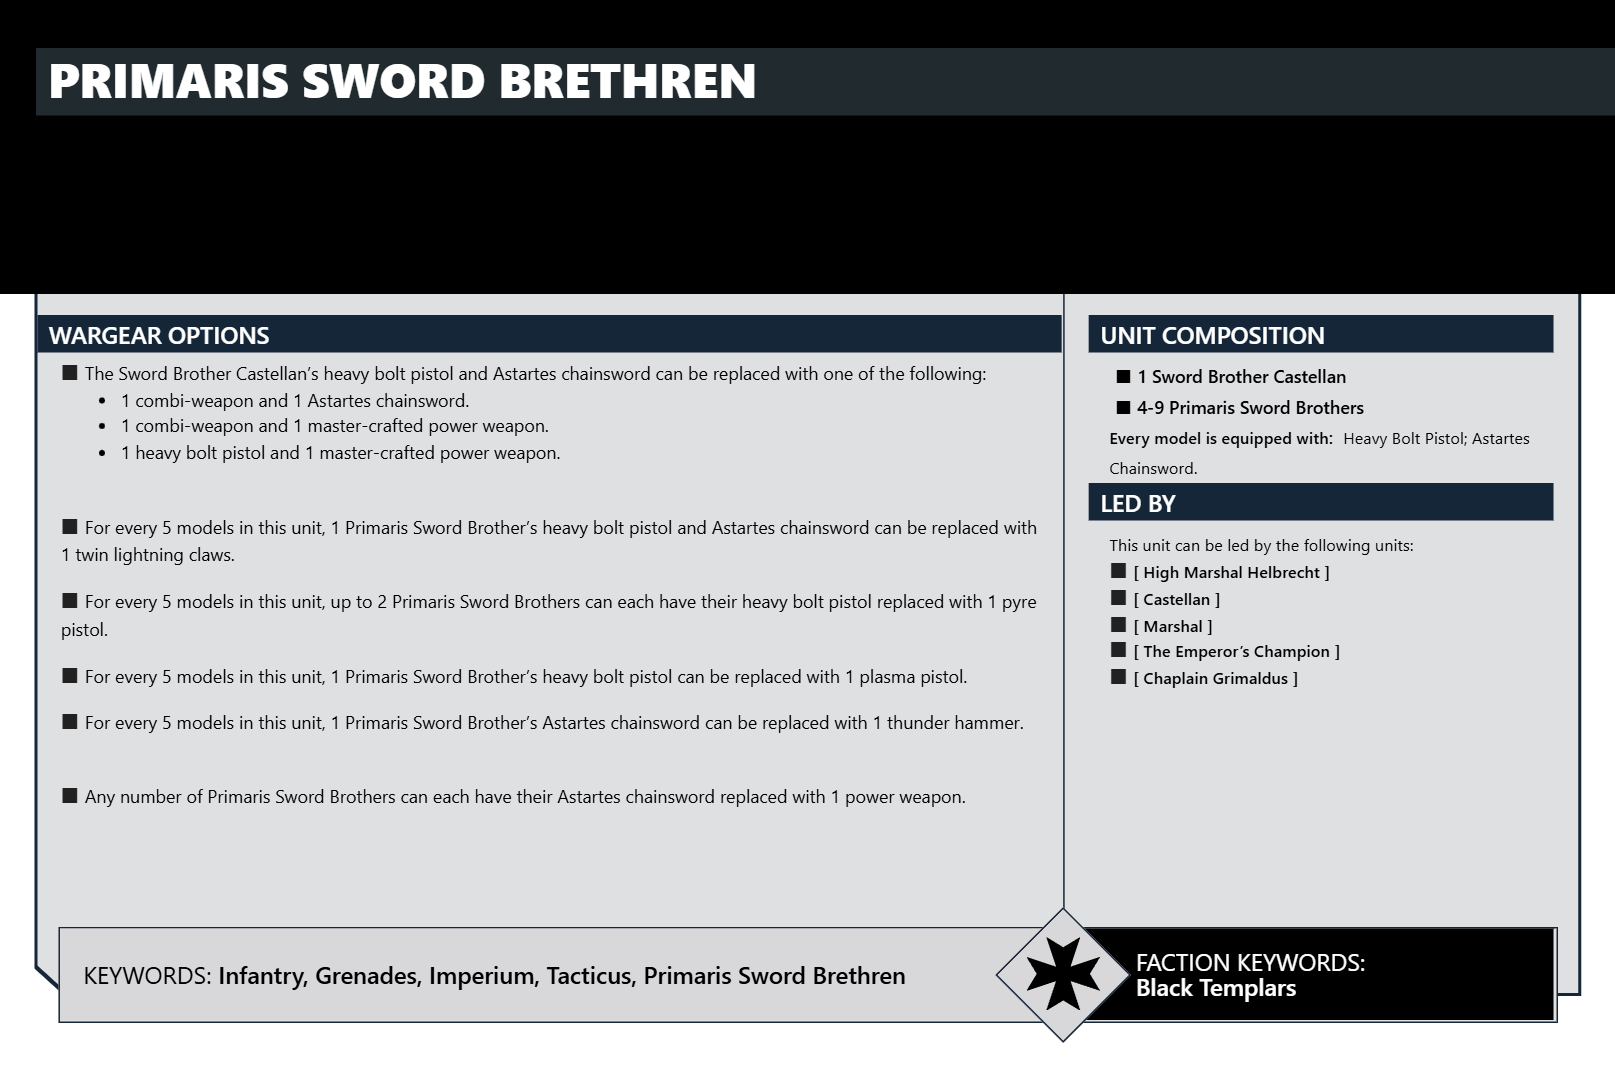 PRIMARIS SWORD BRETHREN
WARGEAR OPTIONS
■ The Sword Brother Castellan’s heavy bolt pistol and Astartes chainsword can be replaced with one of the following:
• 1 combi-weapon and 1 Astartes chainsword.
• 1 combi-weapon and 1 master-crafted power weapon.
• 1 heavy bolt pistol and 1 master-crafted power weapon.
■ For every 5 models in this unit, 1 Primaris Sword Brother’s heavy bolt pistol and Astartes chainsword can be replaced with
1 twin lightning claws.
■ For every 5 models in this unit, up to 2 Primaris Sword Brothers can each have their heavy bolt pistol replaced with 1 pyre
pistol.
■ For every 5 models in this unit, 1 Primaris Sword Brother’s heavy bolt pistol can be replaced with 1 plasma pistol.
■ For every 5 models in this unit, 1 Primaris Sword Brother’s Astartes chainsword can be replaced with 1 thunder hammer.
■ Any number of Primaris Sword Brothers can each have their Astartes chainsword replaced with 1 power weapon.
UNIT COMPOSITION
■ 1 Sword Brother Castellan
■ 4-9 Primaris Sword Brothers
Every model is equipped with: Heavy Bolt Pistol; Astartes
Chainsword.
LED BY
This unit can be led by the following units:
■ [ High Marshal Helbrecht ]
■ [ Castellan ]
■ [ Marshal ]
■ [ The Emperor’s Champion ]
■ [ Chaplain Grimaldus ]
KEYWORDS: Infantry, Grenades, Imperium, Tacticus, Primaris Sword Brethren
FACTION KEYWORDS:
Black Templars